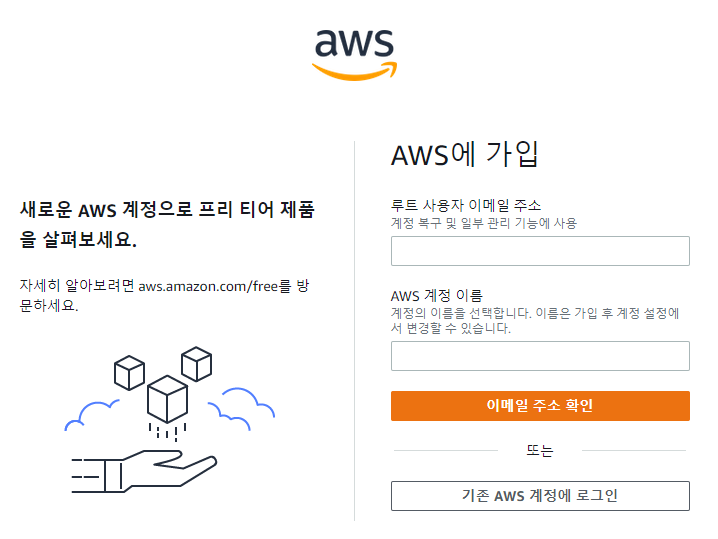 aws
새로운 AWS 계정으로 프리 티어 제품
을 살펴보세요.
자세히 알아보려면 aws.amazon.com/free를 방
문하세요.
AWS에 가입
루트 사용자 이메일 주소
계정 복구 및 일부 관리 기능에 사용
AWS 계정 이름
계정의 이름을 선택합니다. 이름은 가입 후 계정 설정에
서 변경할 수 있습니다.
이메일 주소 확인
또는
기존 AWS 계정에 로그인